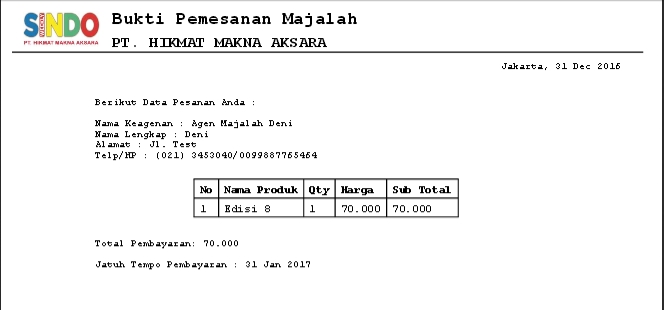 SINDO
WEEKLY
PT. HIKMAT MAKNA AKSARA
Bukti Pemesanan Majalah
PT. HIKMAT MAKNA AKSARA
Jakarta, 31 Dec 2016
Berikut Data Pesanan Anda :
Nama Keagenan : Agen Majalah Deni
Nama Lengkap : Deni
Alamat : Jl. Test
Telp/HP : (021) 3453040/0099887765464
No Nama Produk Qty Harga Sub Total
1 Edisi 8 1 70.000 70.000
Total Pembayaran: 70.000
Jatuh Tempo Pembayaran : 31 Jan 2017